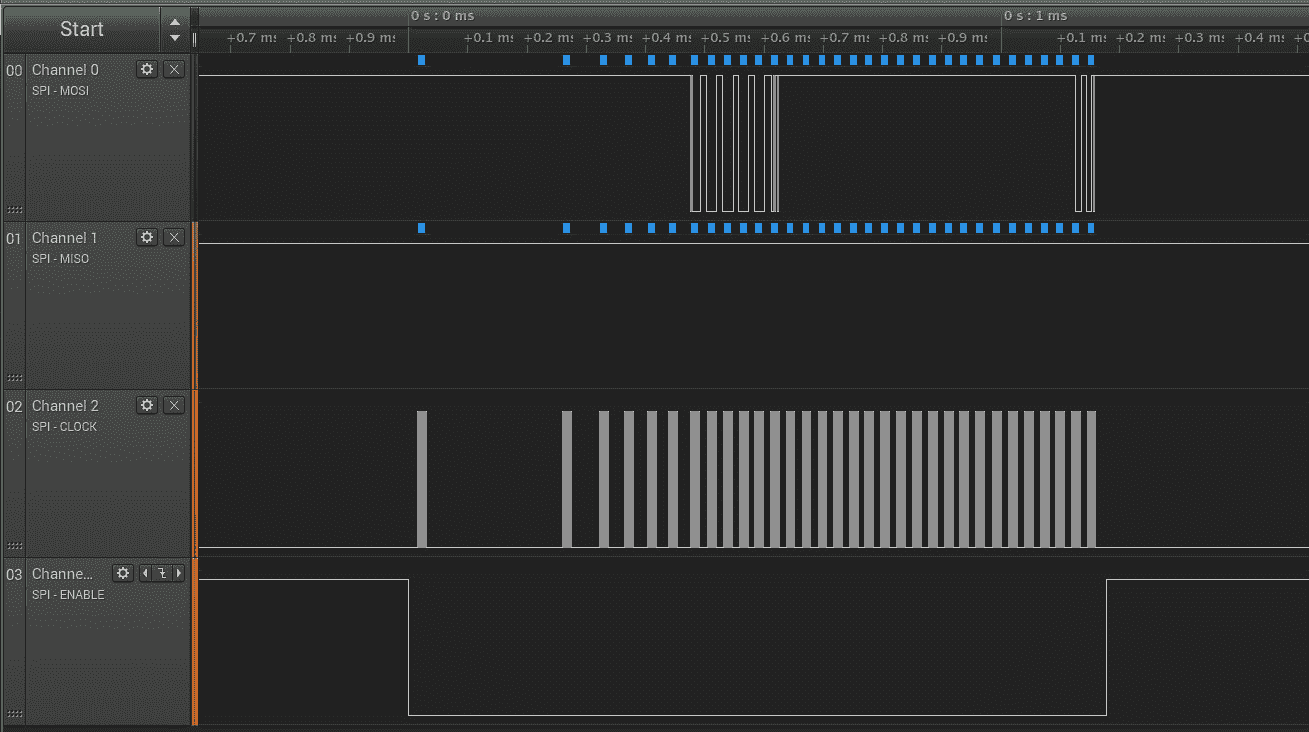 Start
0 s : 0 ms
0 s : 1 ms
+0.7 ms +0.8 ms +0.9 ms +0.1 ms +0.2 ms +0.3 ms +0.4 ms +0.5 ms +0.6 ms +0.7 ms +0.8 ms +0.9 ms +0.1 ms +0.2 ms +0.3 ms +0.4 ms
00 Channel 0
SPI - MOSI
01 Channel 1
SPI - MISO
02 Channel 2
SPI - CLOCK
03 Channe...
SPI - ENABLE